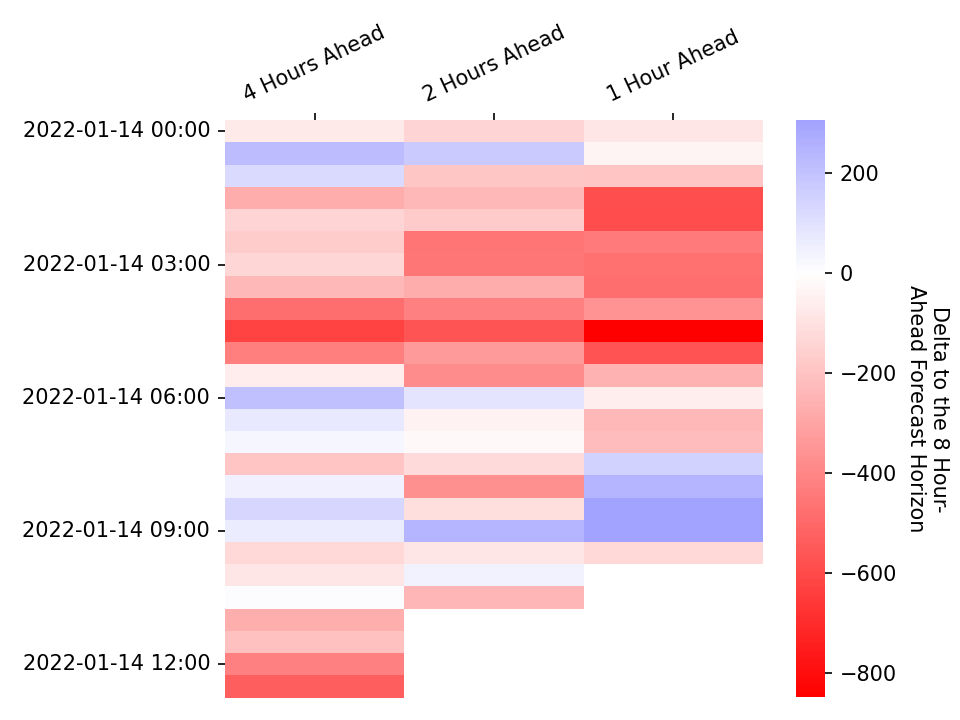 4 Hours Ahead
2 Hours Ahead
1 Hour Ahead
2022-01-14 00:00
2022-01-14 03:00
2022-01-14 06:00
2022-01-14 09:00
2022-01-14 12:00
200
0
−200
−400
−600
−800
Delta to the 8 Hour-
Ahead Forecast Horizon